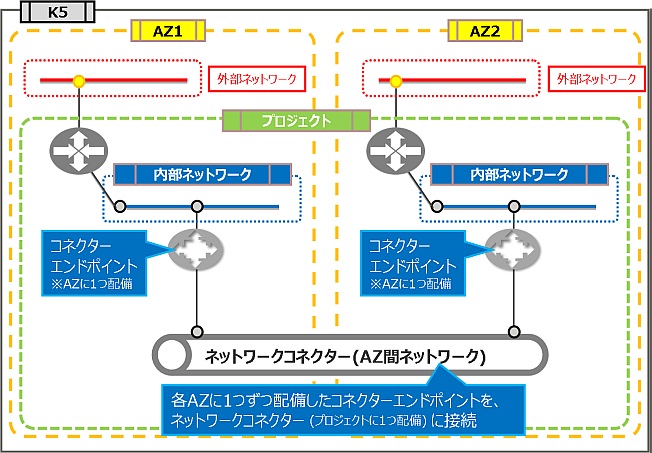 K5
AZ1
AZ2
外部ネットワーク
外部ネットワーク
プロジェクト
内部ネットワーク
内部ネットワーク
コネクター
エンドポイント
※AZに1つ配備
コネクター
エンドポイント
※AZに1つ配備
ネットワークコネクター(AZ間ネットワーク)
各AZに1つずつ配備したコネクターエンドポイントを、
ネットワークコネクター (プロジェクトに1つ配備) に接続